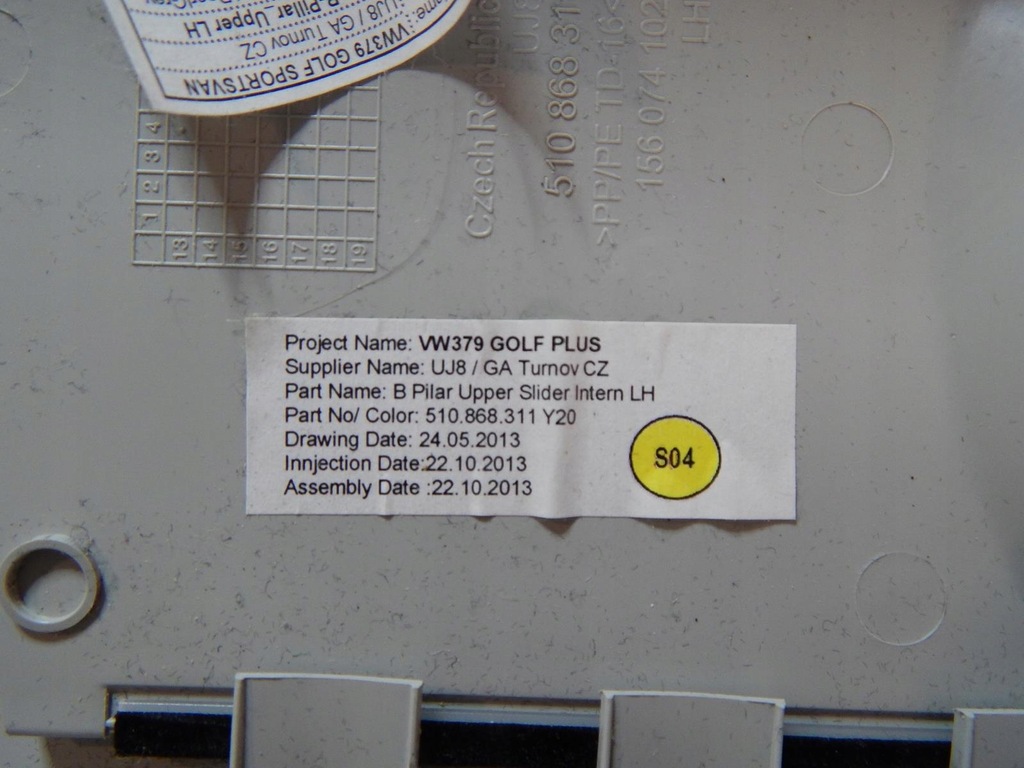 VW379 GOLF SPORTSVAN
UJ8 / GA Turnov CZ
B-Pillar_Upper LH
Czech Republic
UJ8
510 868 311
>PP/PE TD 16<
156 074 102
LH
1 2 3 4
13 14 15 16 17 18 19
Project Name: VW379 GOLF PLUS
Supplier Name: UJ8 / GA Turnov CZ
Part Name: B Pilar Upper Slider Intern LH
Part No/ Color: 510.868.311 Y20
Drawing Date: 24.05.2013
Innjection Date:22.10.2013
Assembly Date :22.10.2013
S04